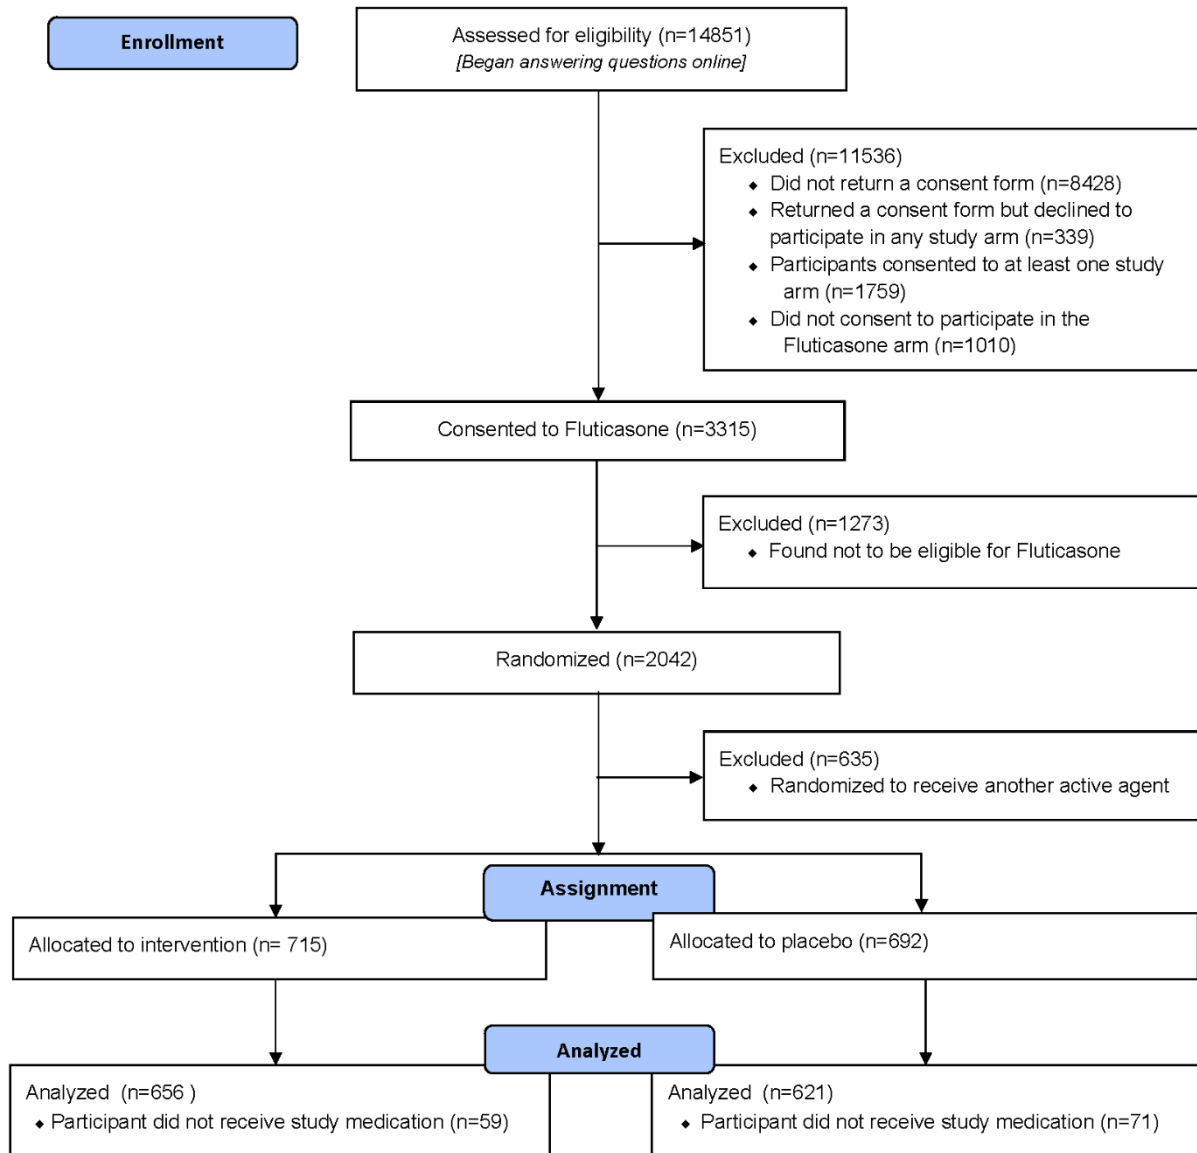 Enrollment
Assessed for eligibility (n=14851)
[Began answering questions online]
Excluded (n=11536)
◆ Did not return a consent form (n=8428)
◆ Returned a consent form but declined to
participate in any study arm (n=339)
◆ Participants consented to at least one study
arm (n=1759)
◆ Did not consent to participate in the
Fluticasone arm (n=1010)
Consented to Fluticasone (n=3315)
Excluded (n=1273)
◆ Found not to be eligible for Fluticasone
Randomized (n=2042)
Excluded (n=635)
◆ Randomized to receive another active agent
Assignment
Allocated to intervention (n= 715)
Allocated to placebo (n=692)
Analyzed
Analyzed (n=656 )
◆ Participant did not receive study medication (n=59)
Analyzed (n=621)
◆ Participant did not receive study medication (n=71)